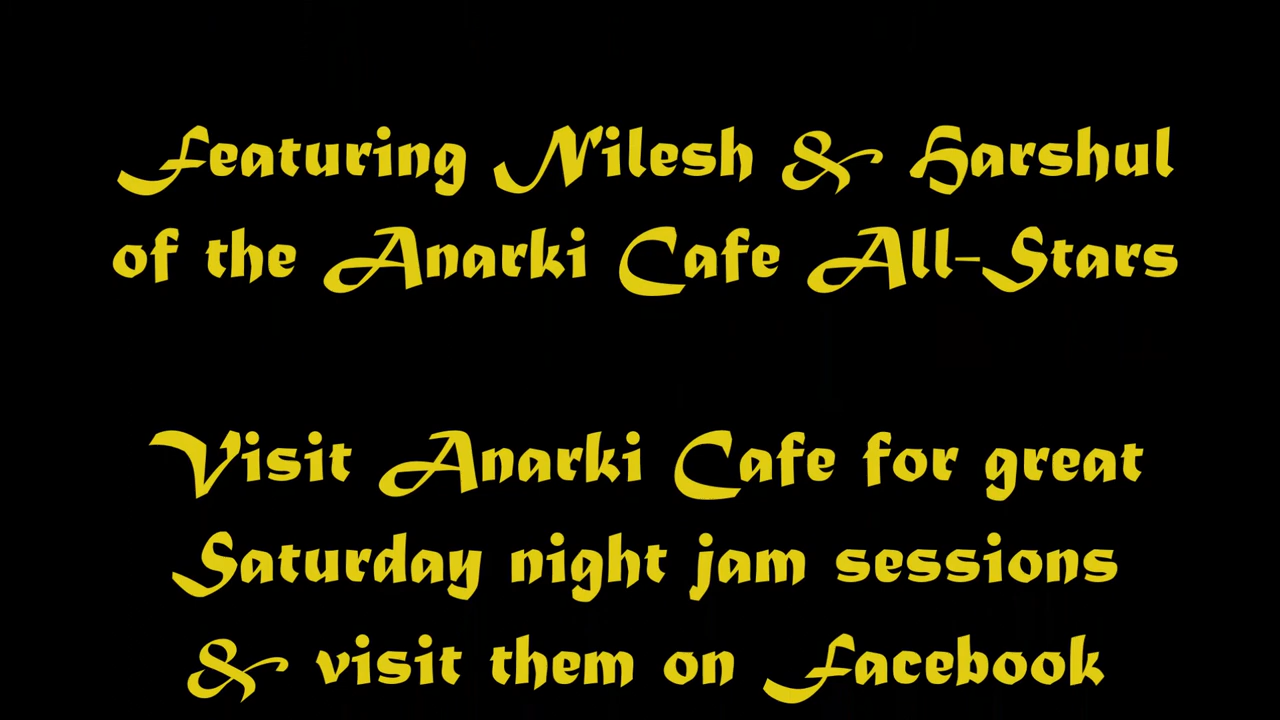 Featuring Nilesh & Harshul
of the Anarki Cafe All-Stars
Visit Anarki Cafe for great
Saturday night jam sessions
& visit them on Facebook